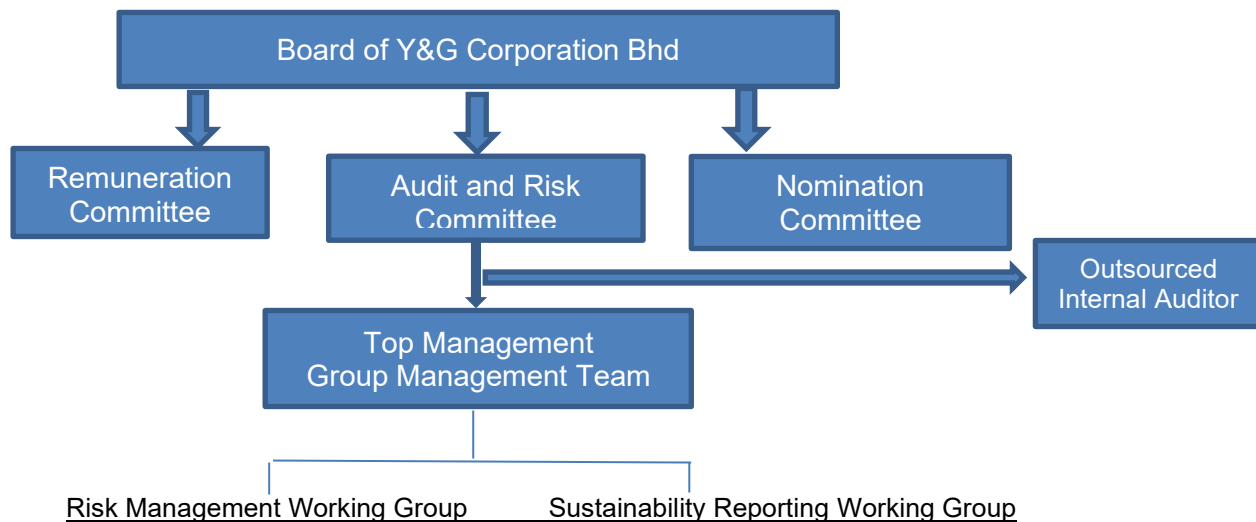 Board of Y&G Corporation Bhd
Remuneration
Committee
Audit and Risk
Committee
Nomination
Committee
Outsourced
Internal Auditor
Top Management
Group Management Team
Risk Management Working Group
Sustainability Reporting Working Group